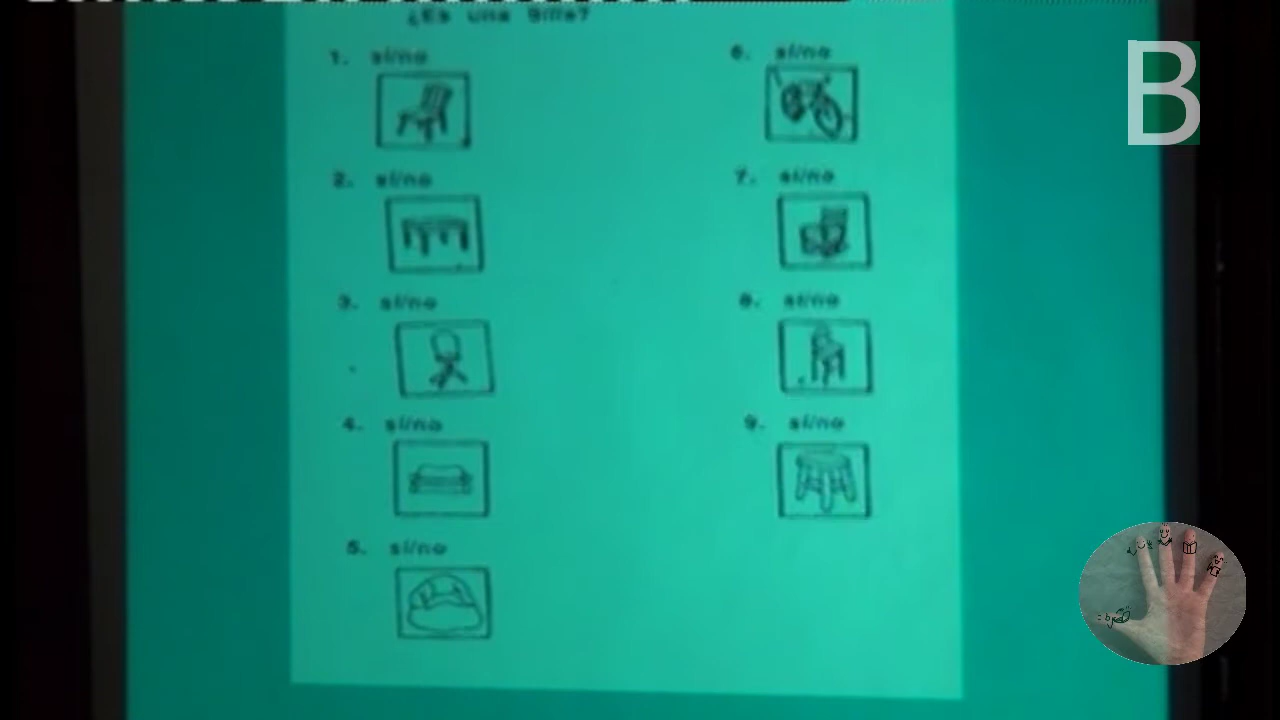 ¿Es una silla?
1. sí/no
2. sí/no
3. sí/no
4. sí/no
5. sí/no
6. sí/no
7. sí/no
8. sí/no
9. sí/no
B